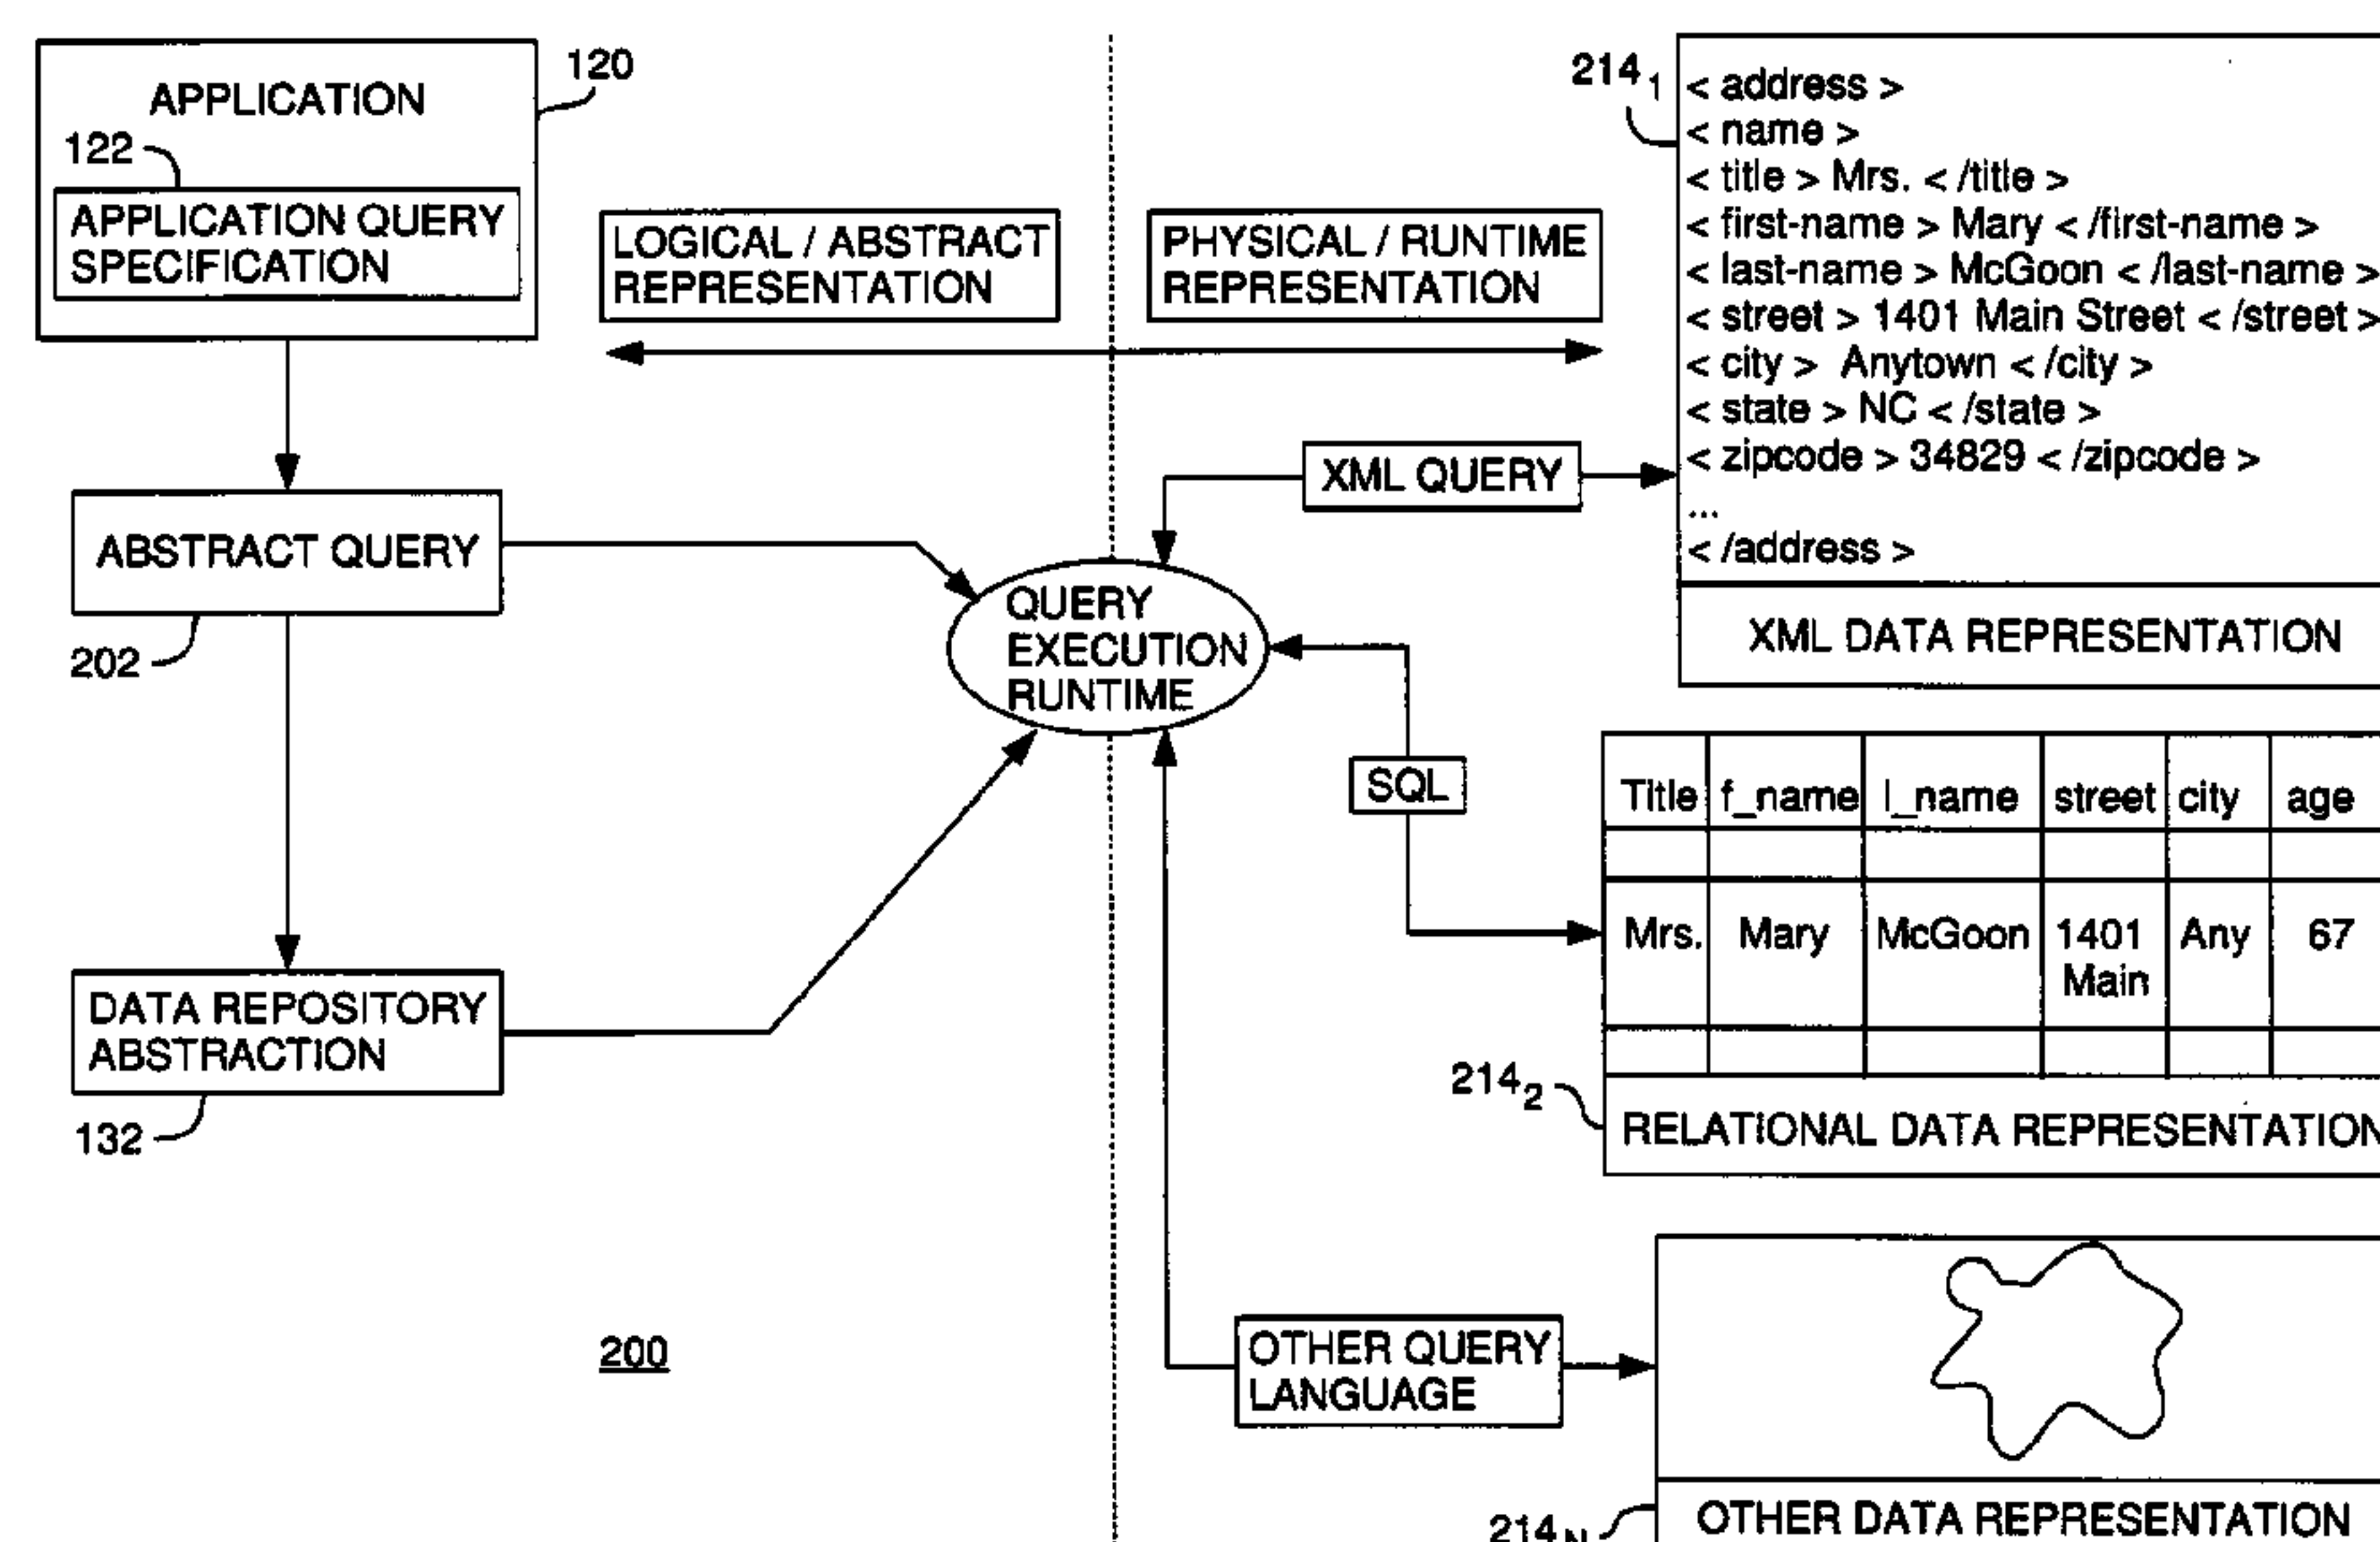 APPLICATION
120
122
APPLICATION QUERY
SPECIFICATION
ABSTRACT QUERY
202
DATA REPOSITORY
ABSTRACTION
132
LOGICAL / ABSTRACT
REPRESENTATION
PHYSICAL / RUNTIME
REPRESENTATION
QUERY
EXECUTION
RUNTIME
200
XML QUERY
SQL
OTHER QUERY
LANGUAGE
214 1
< address >
< name >
< title > Mrs. < /title >
< first-name > Mary < /first-name >
< last-name > McGoon < /last-name >
< street > 1401 Main Street < /street >
< city > Anytown < /city >
< state > NC < /state >
< zipcode > 34829 < /zipcode >
...
< /address >
XML DATA REPRESENTATION
Title f_name l_name street city age
Mrs. Mary McGoon 1401 Any 67
Main
214 2
RELATIONAL DATA REPRESENTATION
OTHER DATA REPRESENTATION
214 N